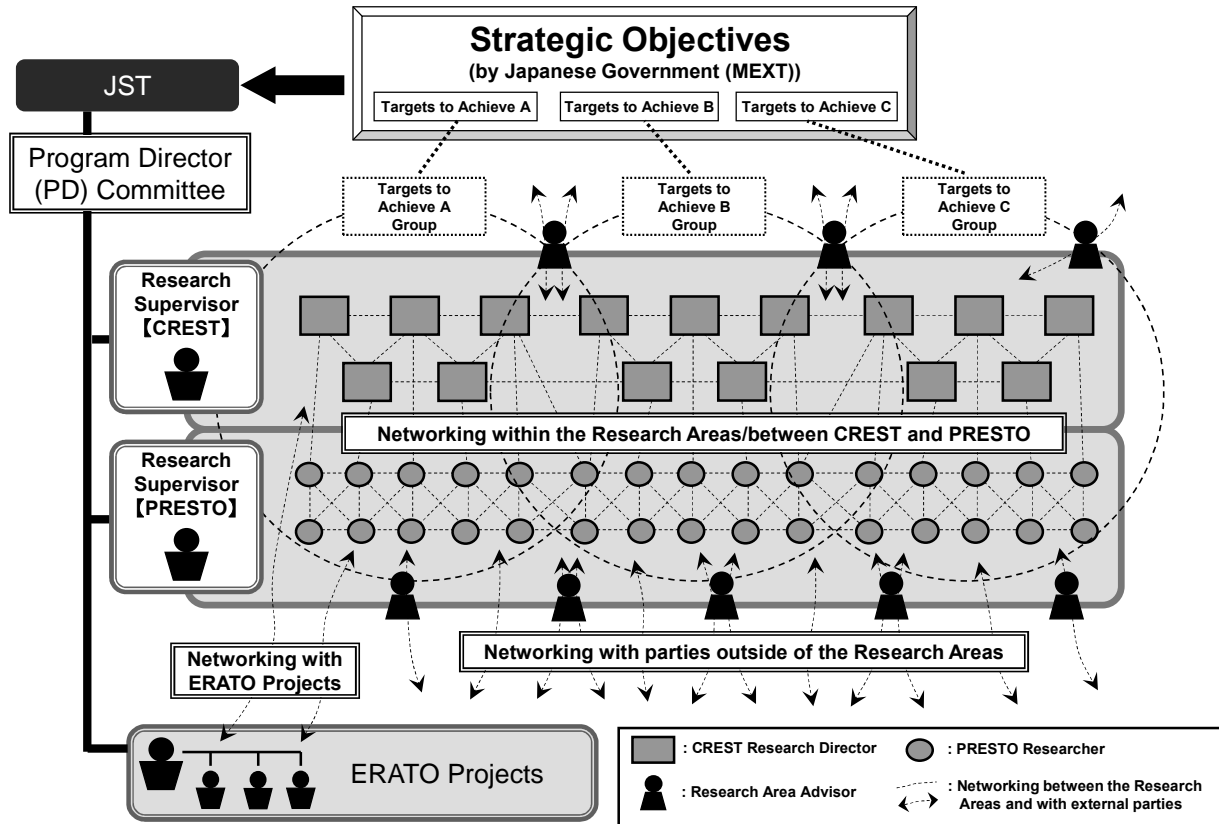 Strategic Objectives
(by Japanese Government (MEXT))
Targets to Achieve A
Targets to Achieve B
Targets to Achieve C
JST
Program Director
(PD) Committee
Targets to
Achieve A
Group
Targets to
Achieve B
Group
Targets to
Achieve C
Group
Research
Supervisor
【CREST】
Networking within the Research Areas/between CREST and PRESTO
Research
Supervisor
【PRESTO】
Networking with
ERATO Projects
Networking with parties outside of the Research Areas
ERATO Projects
: CREST Research Director
: PRESTO Researcher
: Research Area Advisor
: Networking between the Research
Areas and with external parties